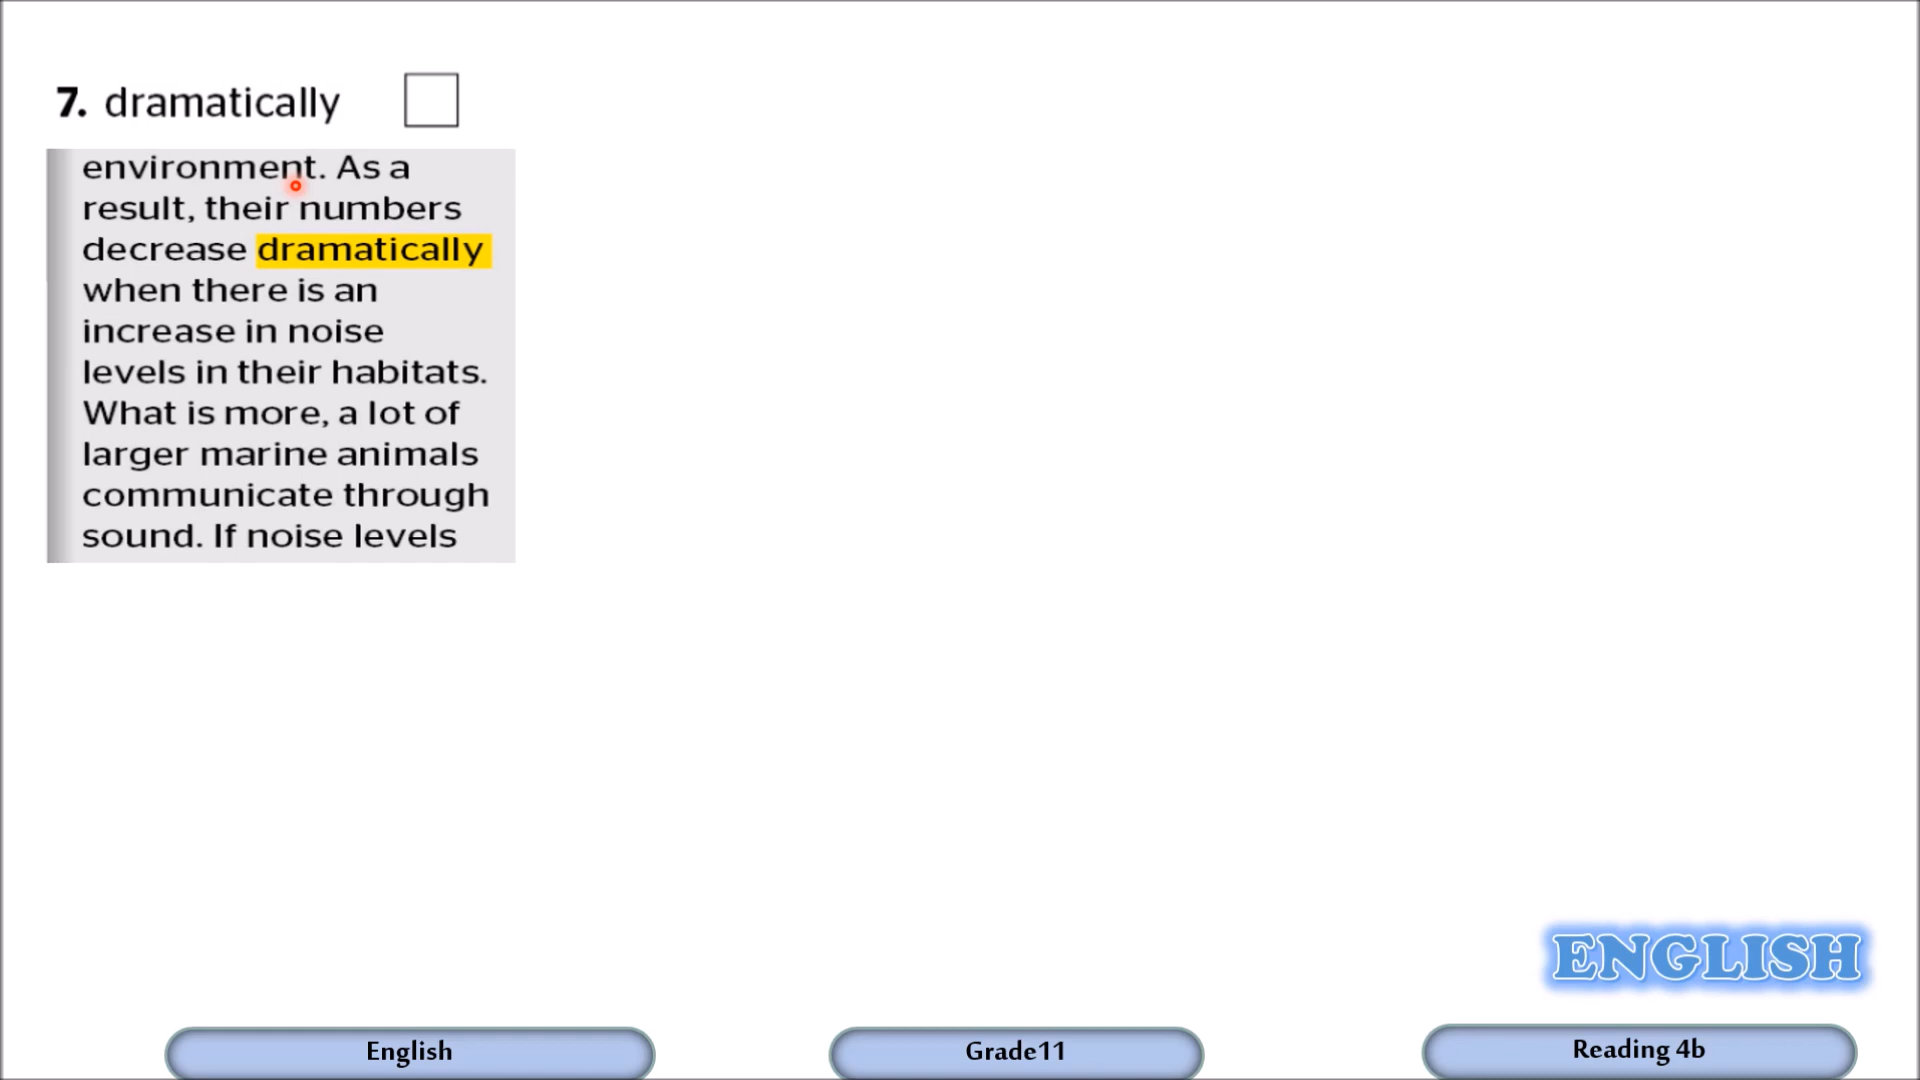 7. dramatically
environment. As a
result, their numbers
decrease dramatically
when there is an
increase in noise
levels in their habitats.
What is more, a lot of
larger marine animals
communicate through
sound. If noise levels
ENGLISH
English
Grade11
Reading 4b